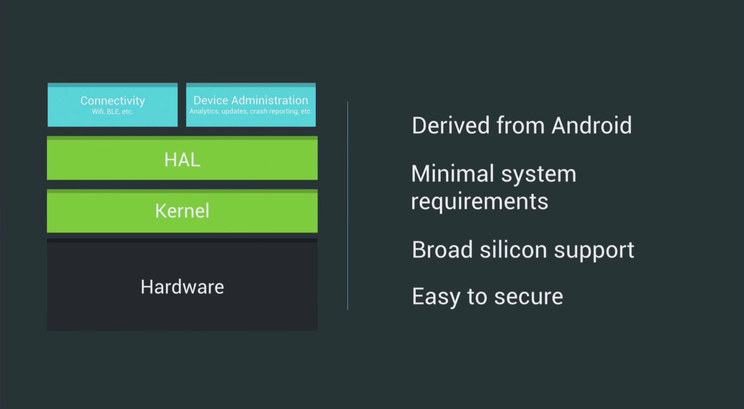 Connectivity
Wifi, BLE, etc.
Device Administration
Analytics, updates, crash reporting, etc
HAL
Kernel
Hardware
Derived from Android
Minimal system
requirements
Broad silicon support
Easy to secure